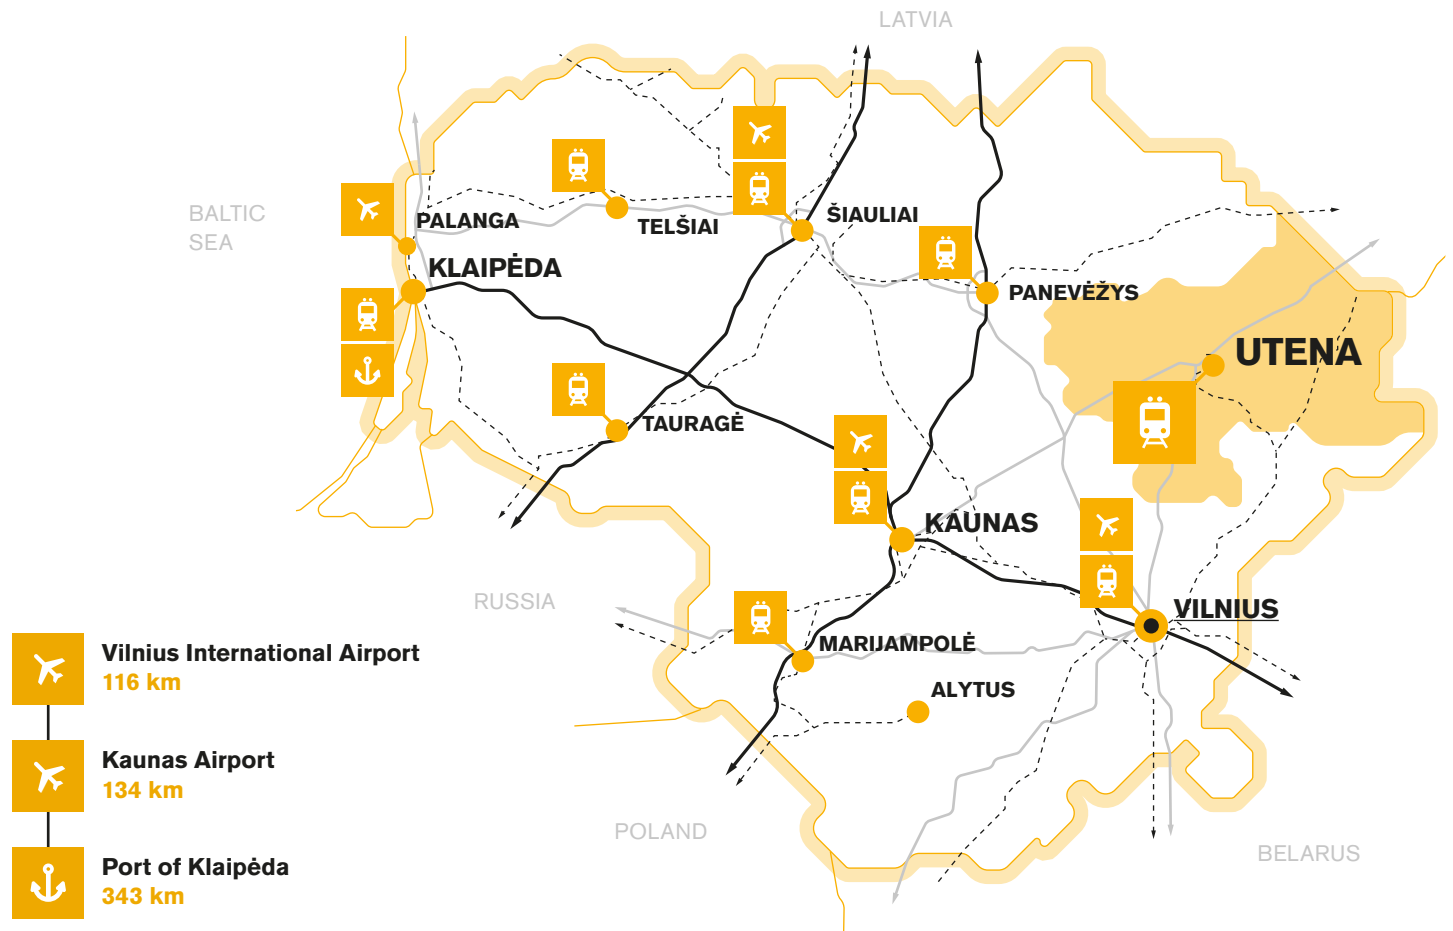 LATVIA
BALTIC
SEA
PALANGA
TELŠIAI
ŠIAULIAI
KLAIPĖDA
PANEVĖŽYS
UTENA
TAURAGĖ
KAUNAS
RUSSIA
VILNIUS
MARIJAMPOLĖ
ALYTUS
POLAND
BELARUS
Vilnius International Airport
116 km
Kaunas Airport
134 km
Port of Klaipėda
343 km